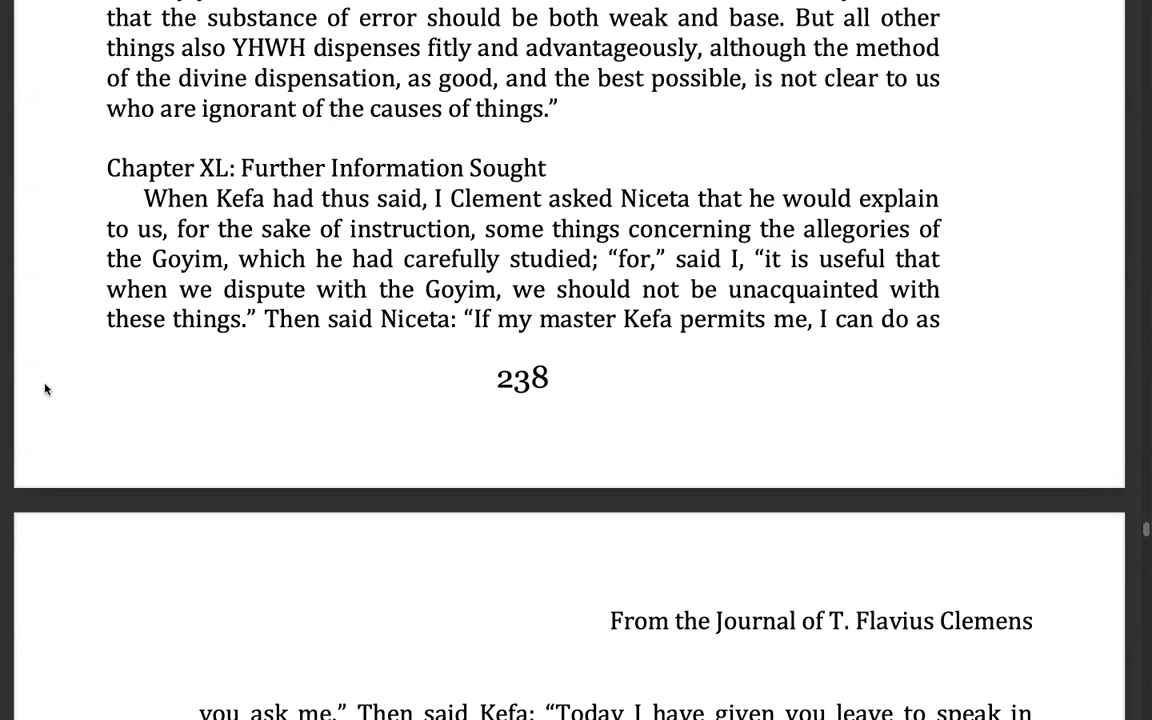 that the substance of error should be both weak and base. But all other
things also YHWH dispenses fitly and advantageously, although the method
of the divine dispensation, as good, and the best possible, is not clear to us
who are ignorant of the causes of things.”
Chapter XL: Further Information Sought
When Kefa had thus said, I Clement asked Niceta that he would explain
to us, for the sake of instruction, some things concerning the allegories of
the Goyim, which he had carefully studied; “for,” said I, “it is useful that
when we dispute with the Goyim, we should not be unacquainted with
these things.” Then said Niceta: “If my master Kefa permits me, I can do as
238
From the Journal of T. Flavius Clemens
you ask me.” Then said Kefa: “Today I have given you leave to speak in